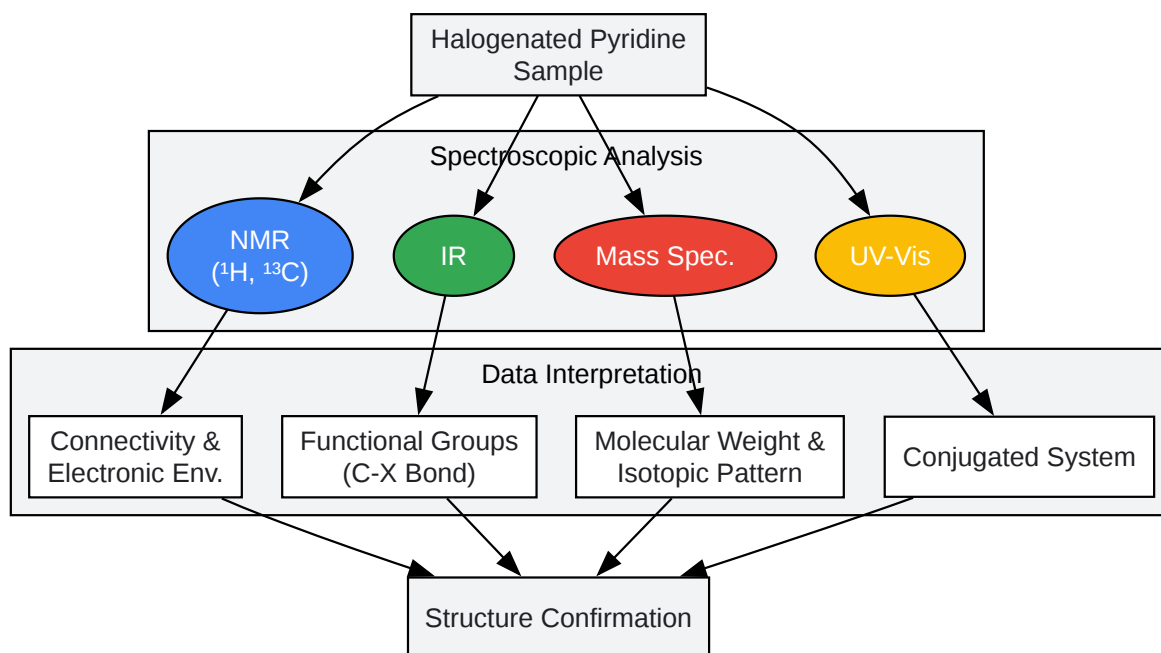 Halogenated Pyridine
Sample
Spectroscopic Analysis
NMR
(¹H, ¹³C)
IR
Mass Spec.
UV-Vis
Data Interpretation
Connectivity &
Electronic Env.
Functional Groups
(C-X Bond)
Molecular Weight &
Isotopic Pattern
Conjugated System
Structure Confirmation